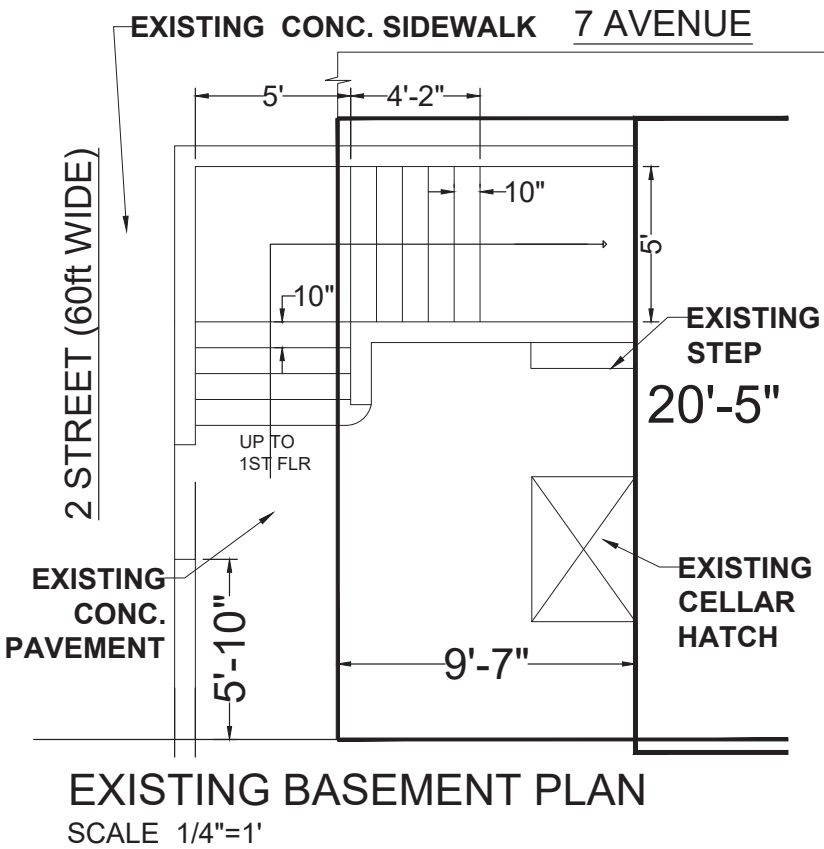 EXISTING CONC. SIDEWALK
7 AVENUE
5'
4'-2"
10"
5'
2 STREET (60ft WIDE)
10"
EXISTING
STEP
20'-5"
UP TO
1ST FLR
EXISTING
CONC.
PAVEMENT
5'-10"
EXISTING
CELLAR
HATCH
9'-7"
EXISTING BASEMENT PLAN
SCALE 1/4"=1'